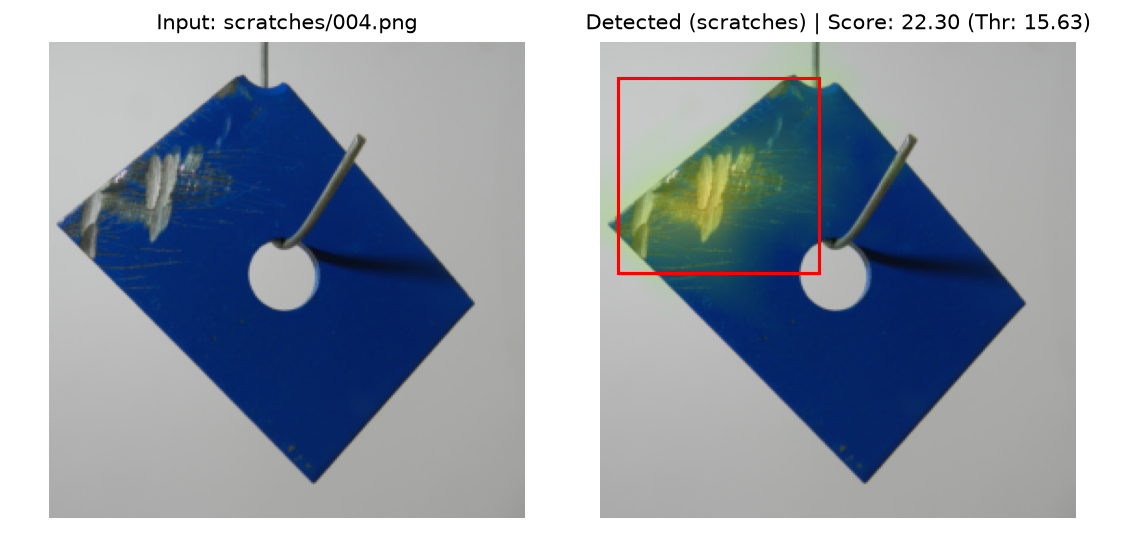 Input: scratches/004.png
Detected (scratches) | Score: 22.30 (Thr: 15.63)